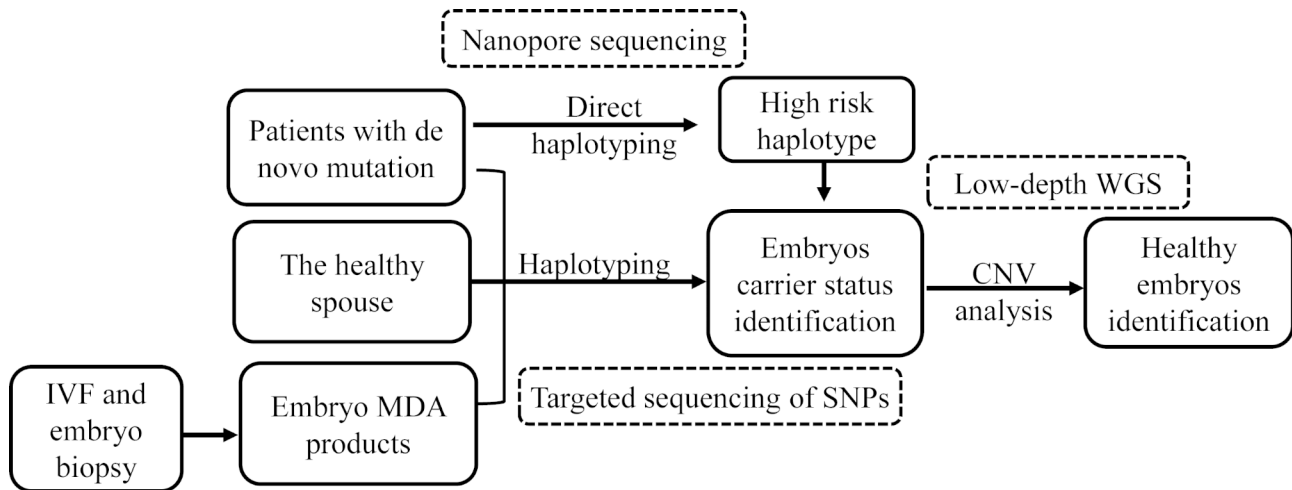 Nanopore sequencing
Patients with de
novo mutation
Direct
haplotyping
High risk
haplotype
Low-depth WGS
The healthy
spouse
Haplotyping
Embryos
carrier status
identification
CNV
analysis
Healthy
embryos
identification
IVF and
embryo
biopsy
Embryo MDA
products
Targeted sequencing of SNPs